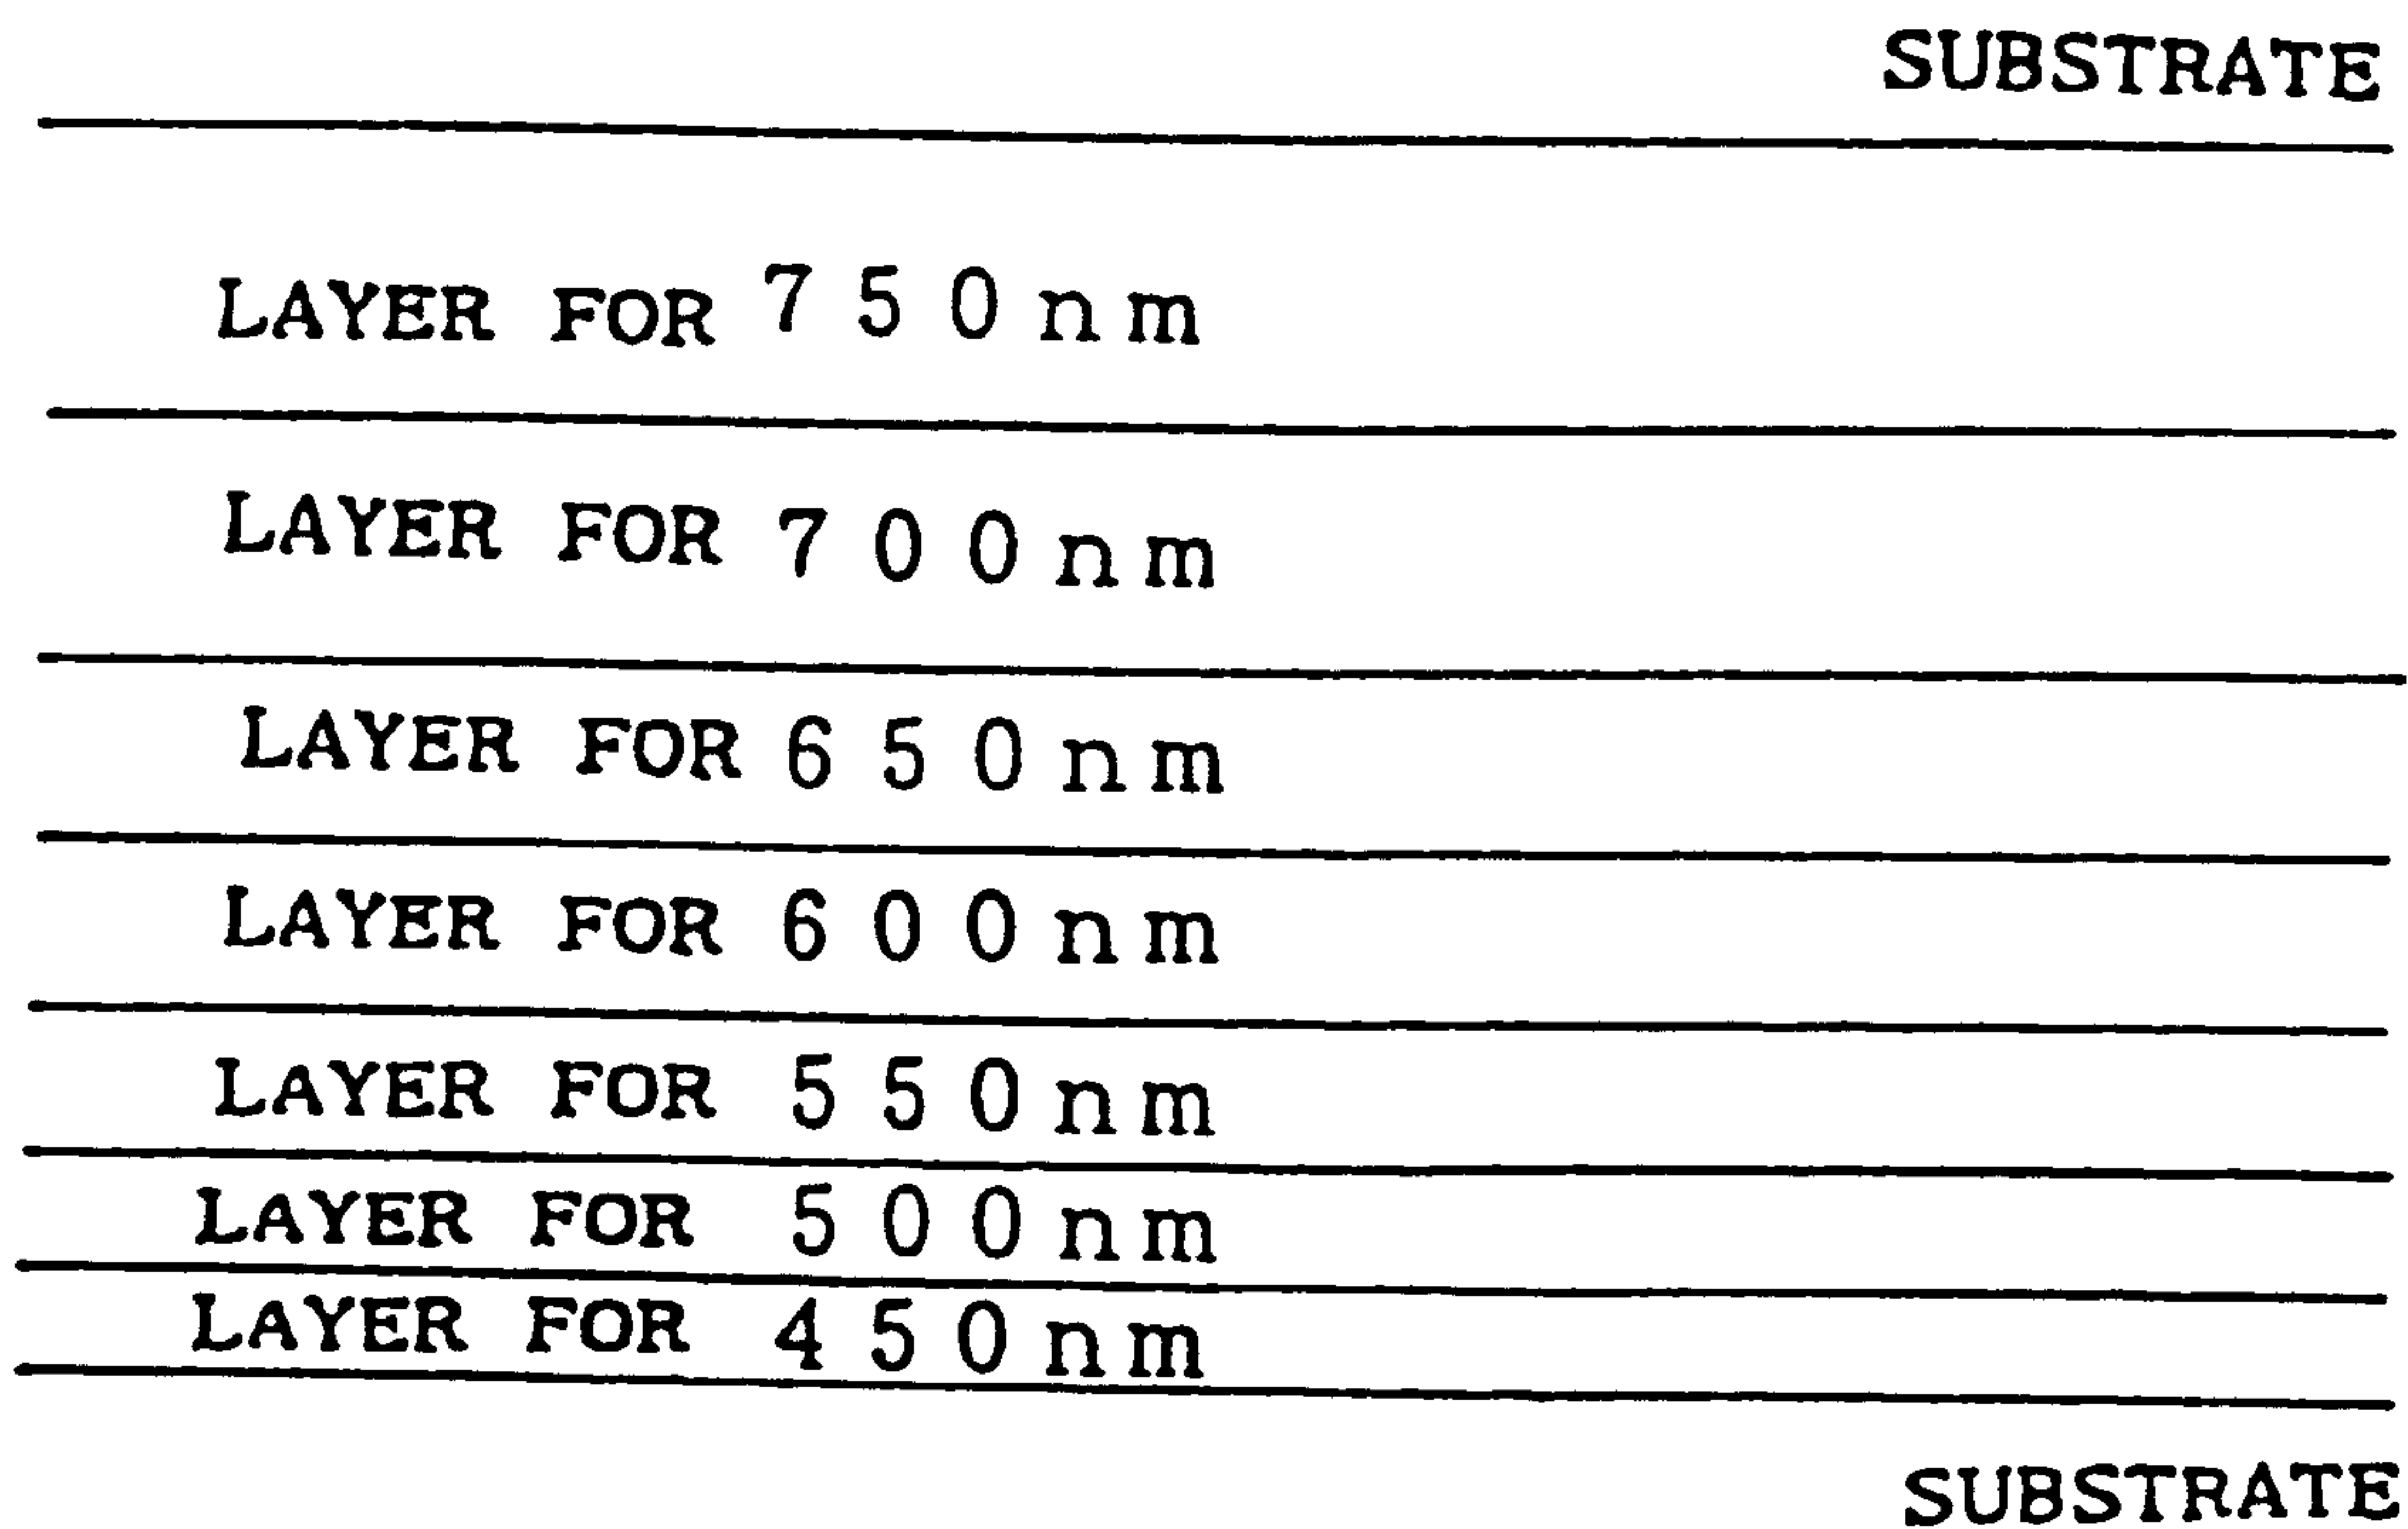 SUBSTRATE
LAYER FOR 750nm
LAYER FOR 700nm
LAYER FOR 650nm
LAYER FOR 600nm
LAYER FOR 550nm
LAYER FOR 500nm
LAYER FOR 450nm
SUBSTRATE